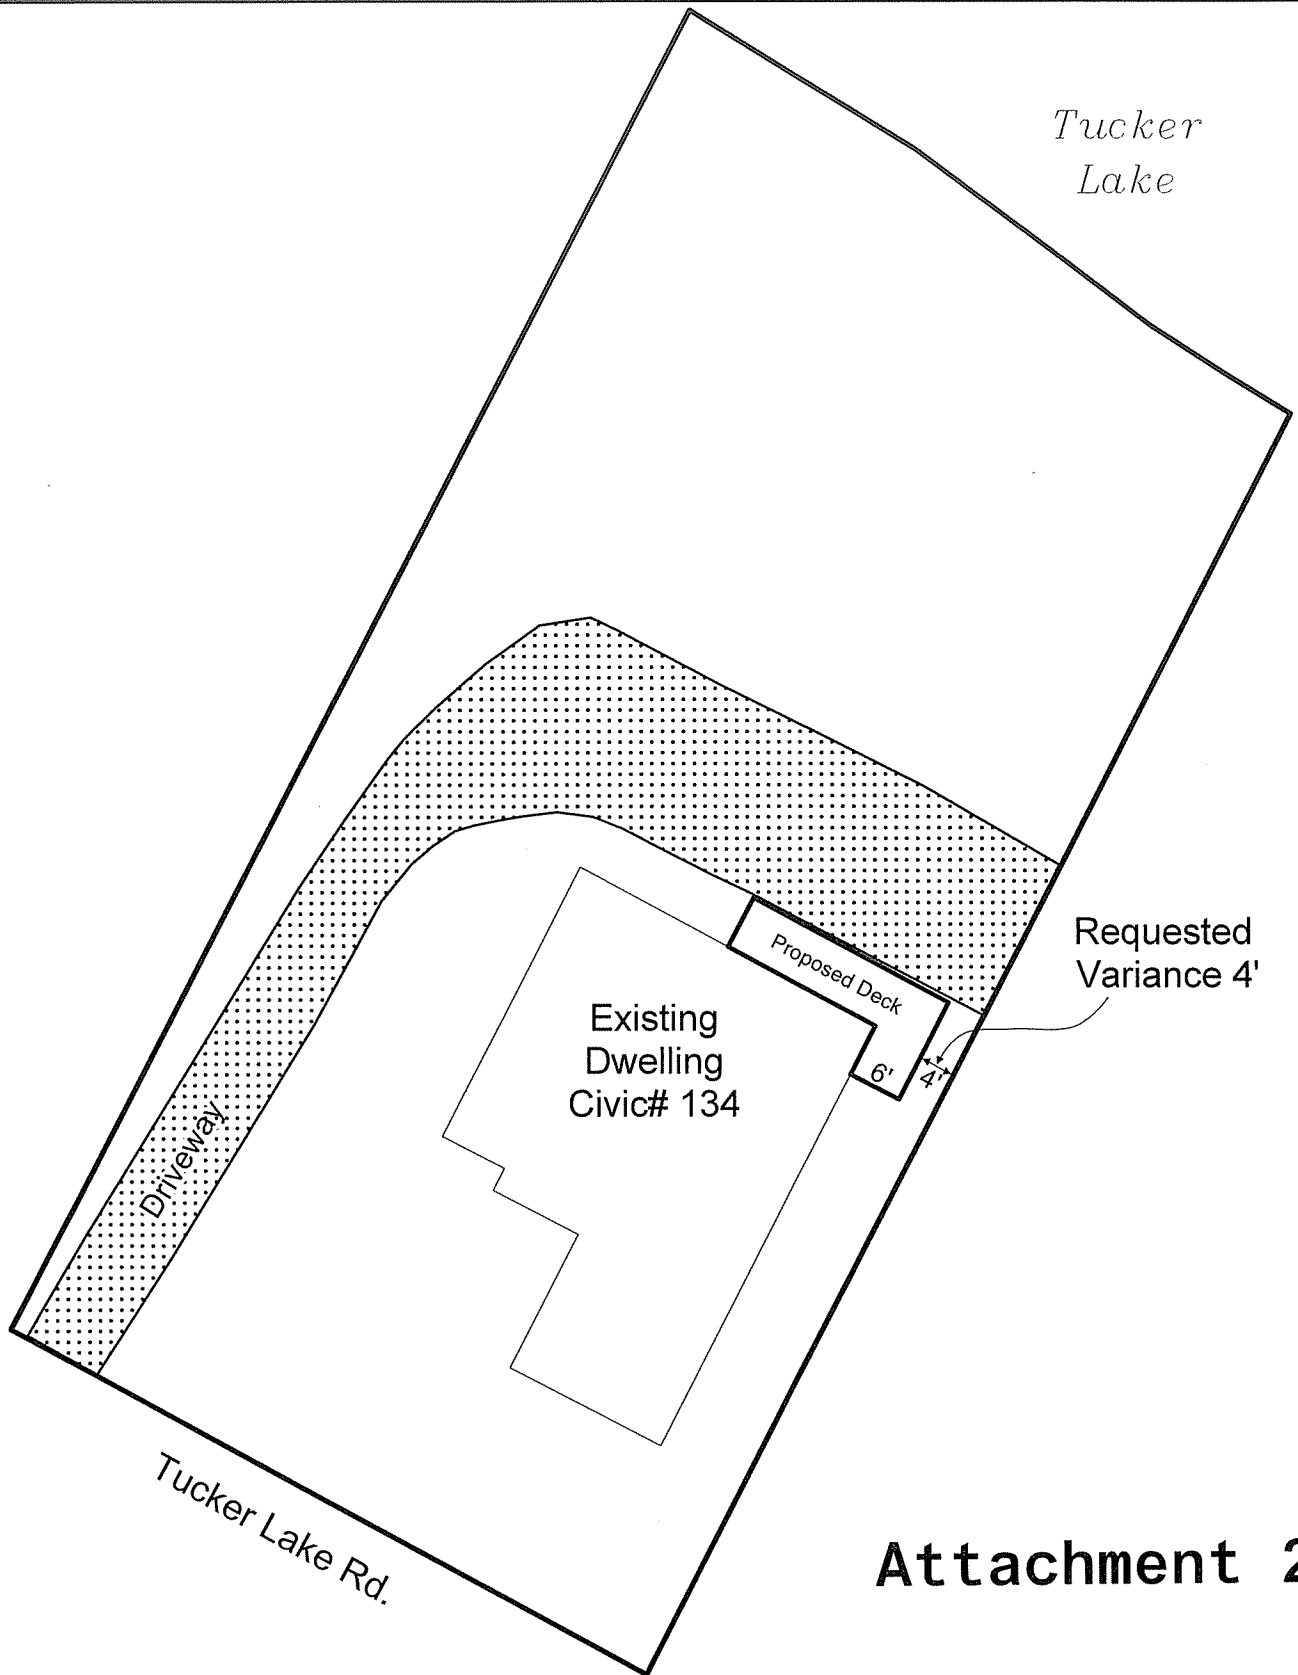 Tucker
Lake
Requested
Variance 4'
Proposed Deck
Existing
Dwelling
Civic# 134
6'
4'
Driveway
Tucker Lake Rd.
Attachment 2